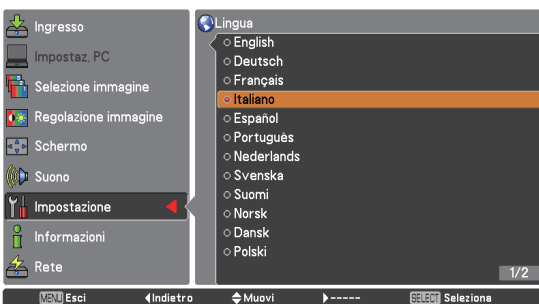 Ingresso
Impostaz. PC
Selezione immagine
Regolazione immagine
Schermo
Suono
Impostazione
Informazioni
Rete
Lingua
English
Deutsch
Français
Italiano
Español
Português
Nederlands
Svenska
Suomi
Norsk
Dansk
Polski
1/2
MENU Esci Indietro Muovi ----- SELECT Seleziona